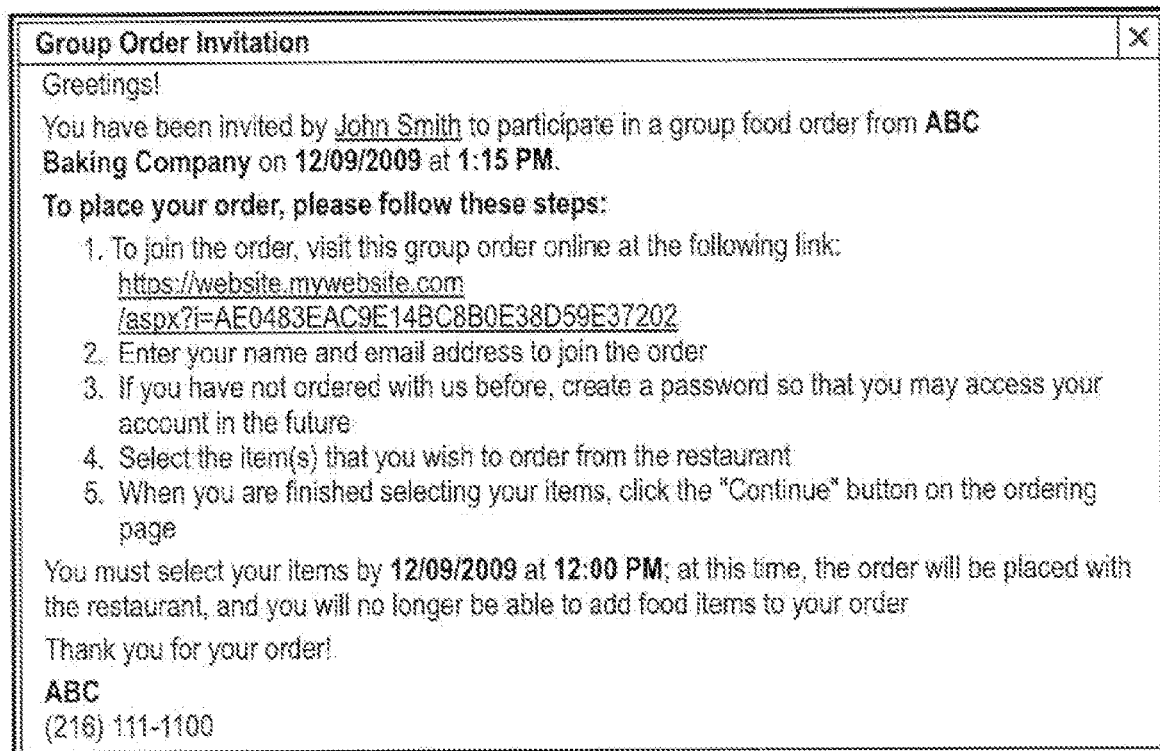 Group Order Invitation X
Greetings!
You have been invited by John Smith to participate in a group food order from ABC
Baking Company on 12/09/2009 at 1:15 PM.
To place your order, please follow these steps:
1. To join the order, visit this group order online at the following link:
https://website.mywebsite.com
/aspx?i=AE0483EAC9E14BC8B0E38D59E37202
2. Enter your name and email address to join the order
3. If you have not ordered with us before, create a password so that you may access your
account in the future
4. Select the item(s) that you wish to order from the restaurant
5. When you are finished selecting your items, click the "Continue" button on the ordering
page
You must select your items by 12/09/2009 at 12:00 PM; at this time, the order will be placed with
the restaurant, and you will no longer be able to add food items to your order
Thank you for your order!
ABC
(216) 111-1100